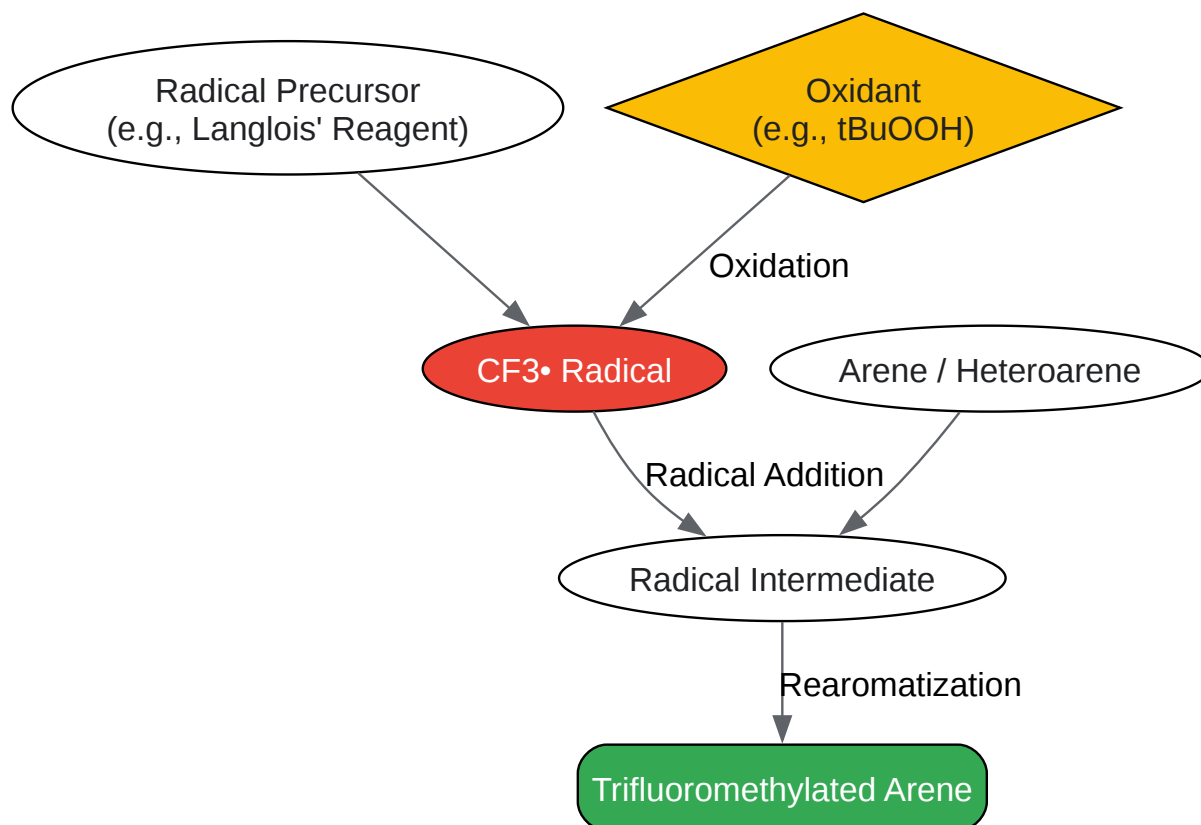 Radical Precursor
(e.g., Langlois' Reagent)
Oxidant
(e.g., tBuOOH)
Oxidation
CF3• Radical
Arene / Heteroarene
Radical Addition
Radical Intermediate
Rearomatization
Trifluoromethylated Arene